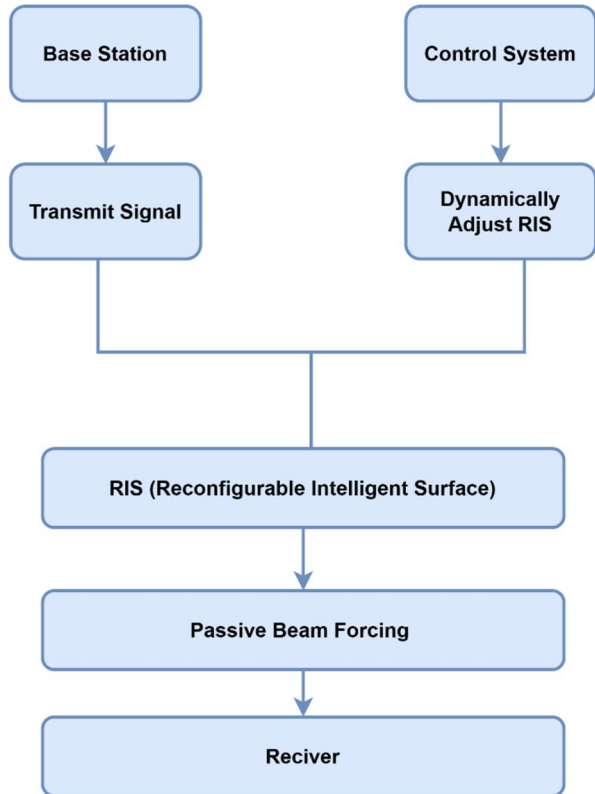 Base Station
Control System
Transmit Signal
Dynamically
Adjust RIS
RIS (Reconfigurable Intelligent Surface)
Passive Beam Forcing
Reciver